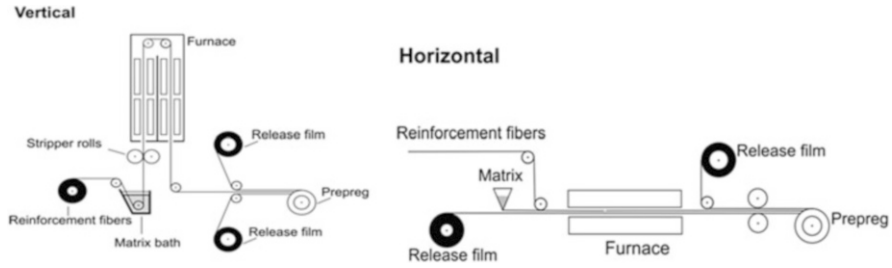 Vertical
Furnace
Stripper rolls
Release film
Reinforcement fibers
Matrix bath
Prepreg
Release film
Horizontal
Reinforcement fibers
Matrix
Release film
Release film
Furnace
Prepreg